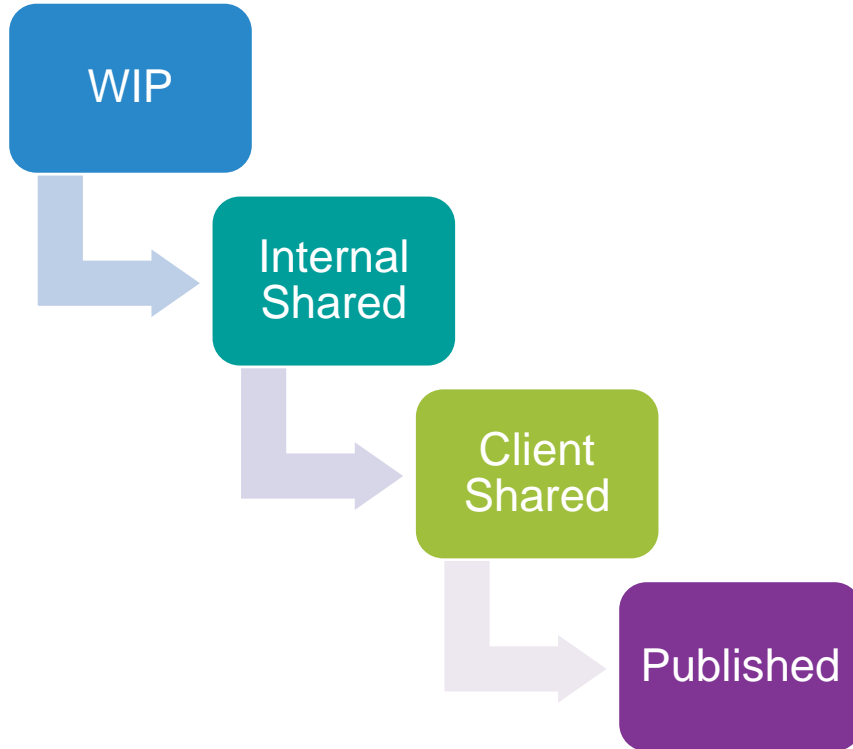 WIP
Internal
Shared
Client
Shared
Published